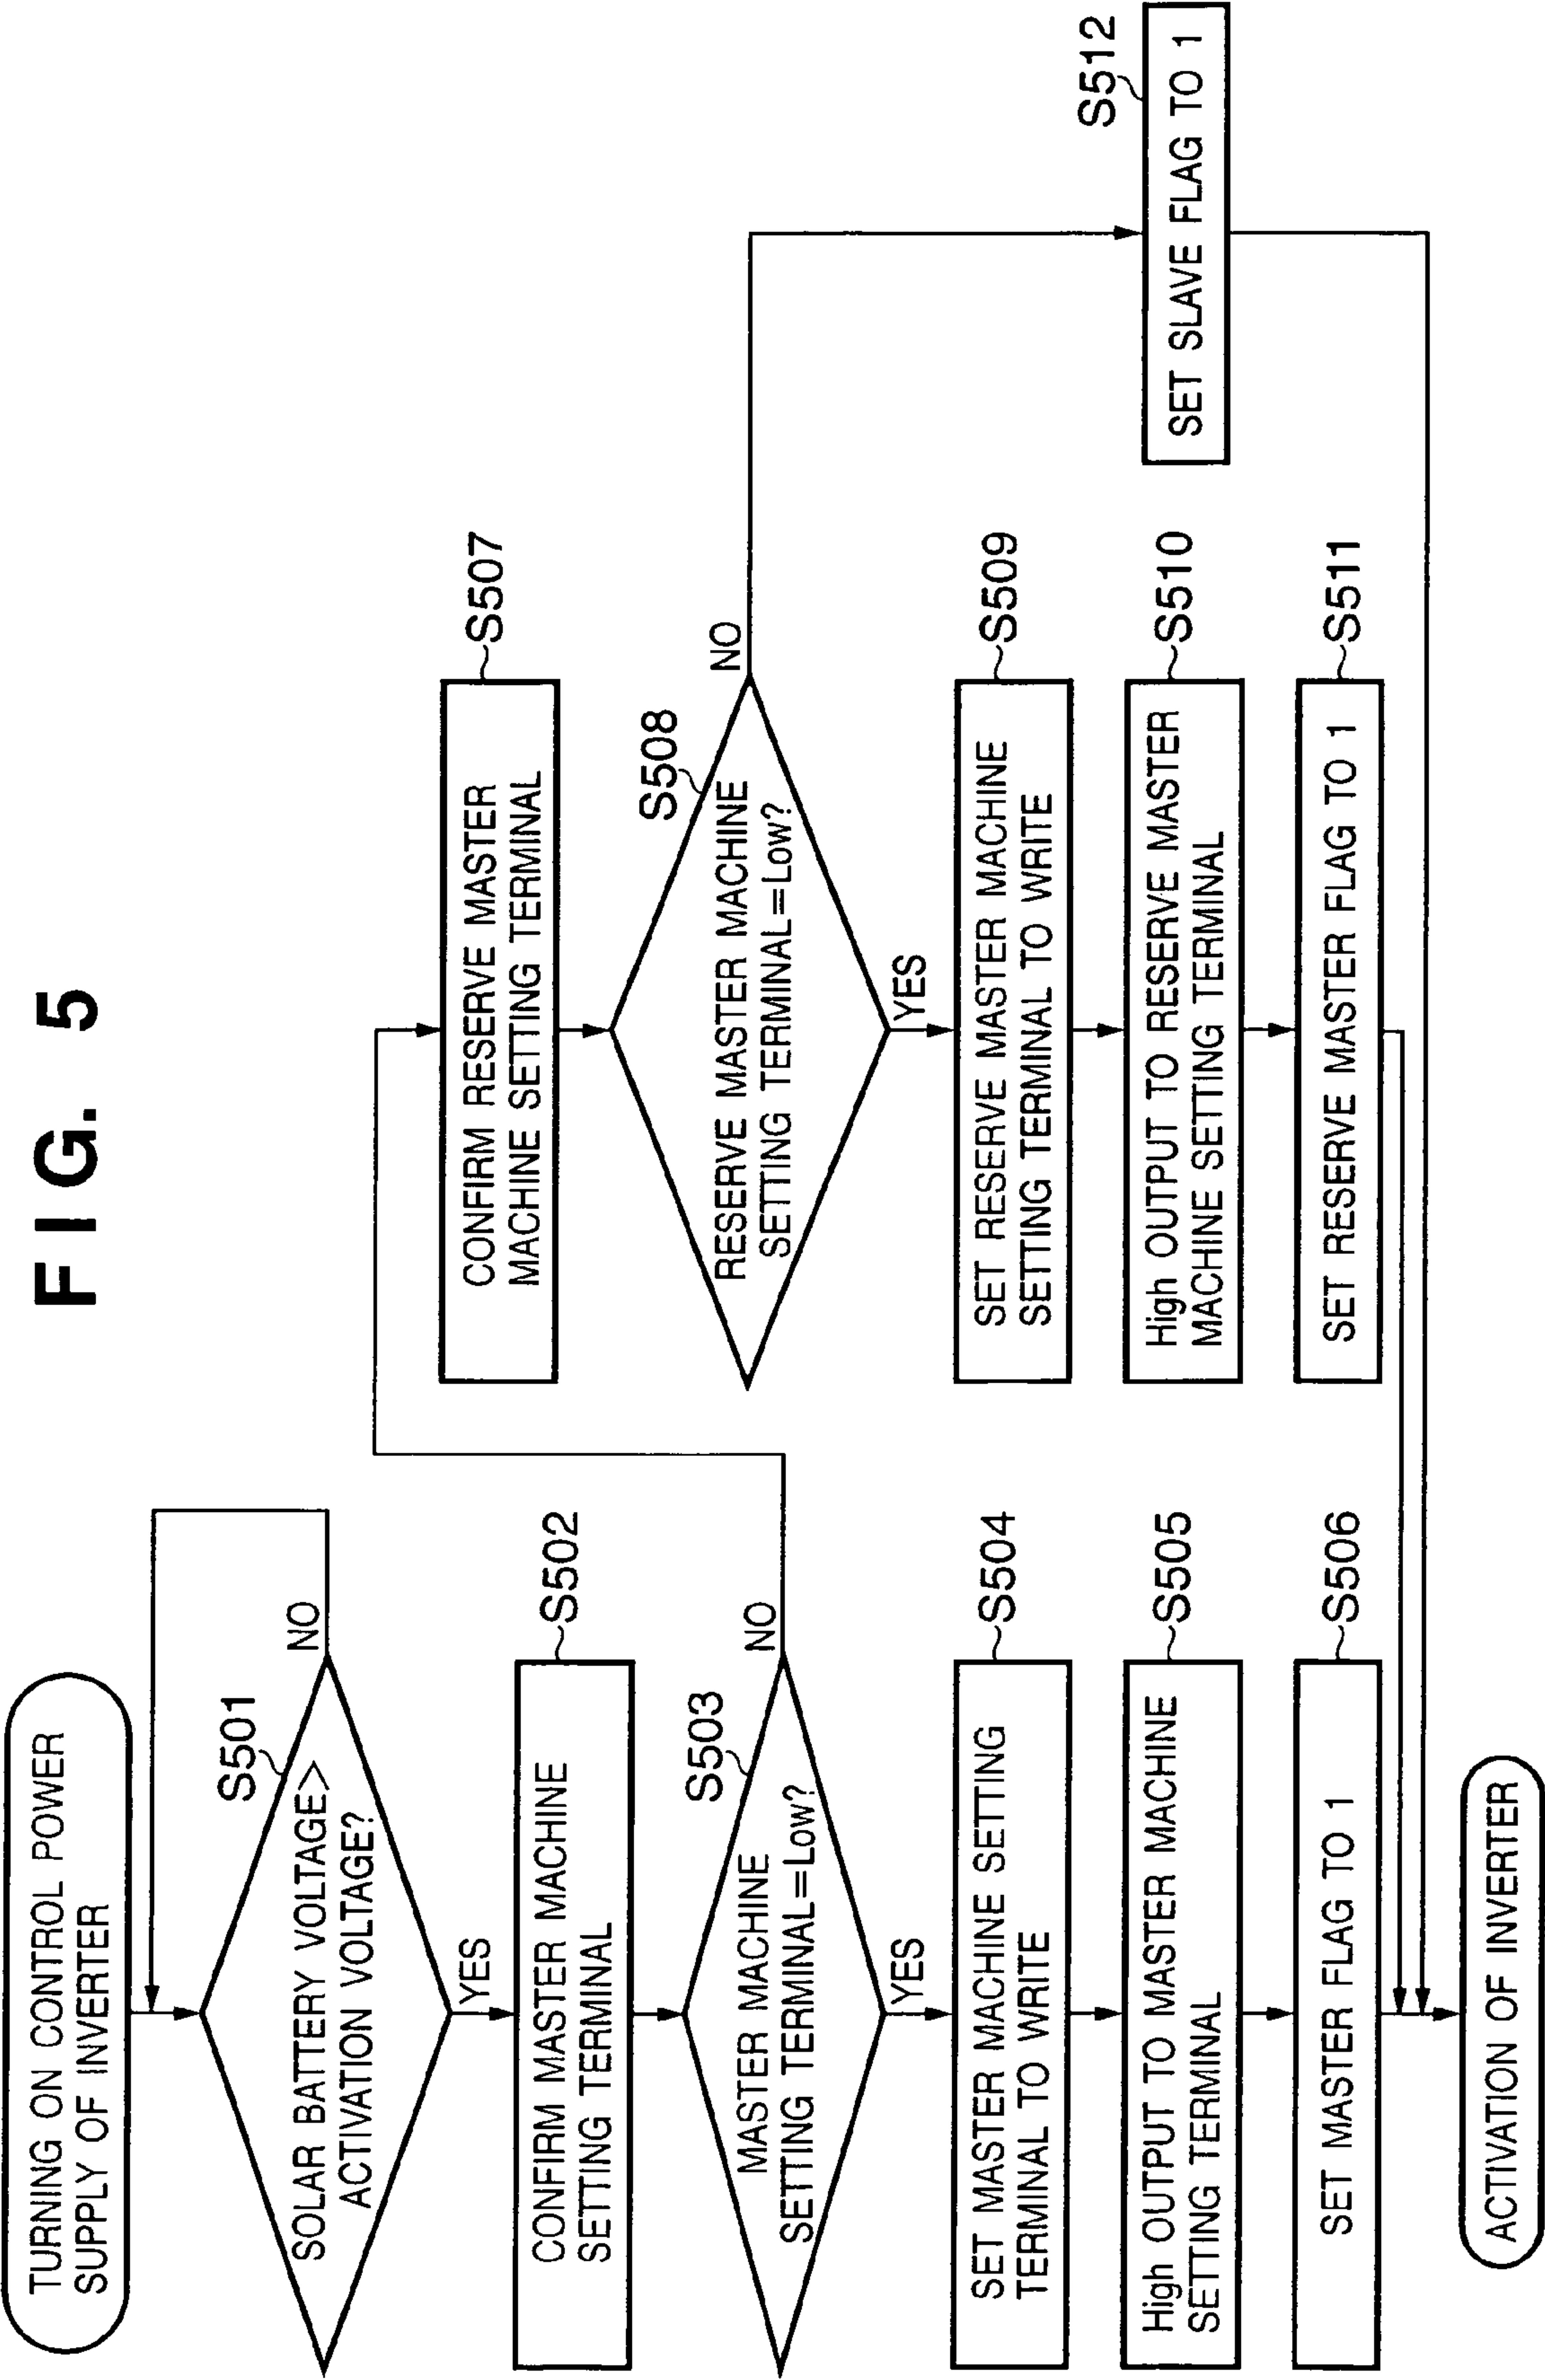 FIG. 5
TURNING ON CONTROL POWER
SUPPLY OF INVERTER
S501
SOLAR BATTERY VOLTAGE>
ACTIVATION VOLTAGE?
NO
YES
S502
CONFIRM MASTER MACHINE
SETTING TERMINAL
S503
MASTER MACHINE
SETTING TERMINAL=Low?
NO
YES
S504
SET MASTER MACHINE SETTING
TERMINAL TO WRITE
S505
High OUTPUT TO MASTER MACHINE
SETTING TERMINAL
S506
SET MASTER FLAG TO 1
ACTIVATION OF INVERTER
S507
CONFIRM RESERVE MASTER
MACHINE SETTING TERMINAL
S508
RESERVE MASTER MACHINE
SETTING TERMINAL=Low?
NO
YES
S509
SET RESERVE MASTER MACHINE
SETTING TERMINAL TO WRITE
S510
High OUTPUT TO RESERVE MASTER
MACHINE SETTING TERMINAL
S511
SET RESERVE MASTER FLAG TO 1
S512
SET SLAVE FLAG TO 1